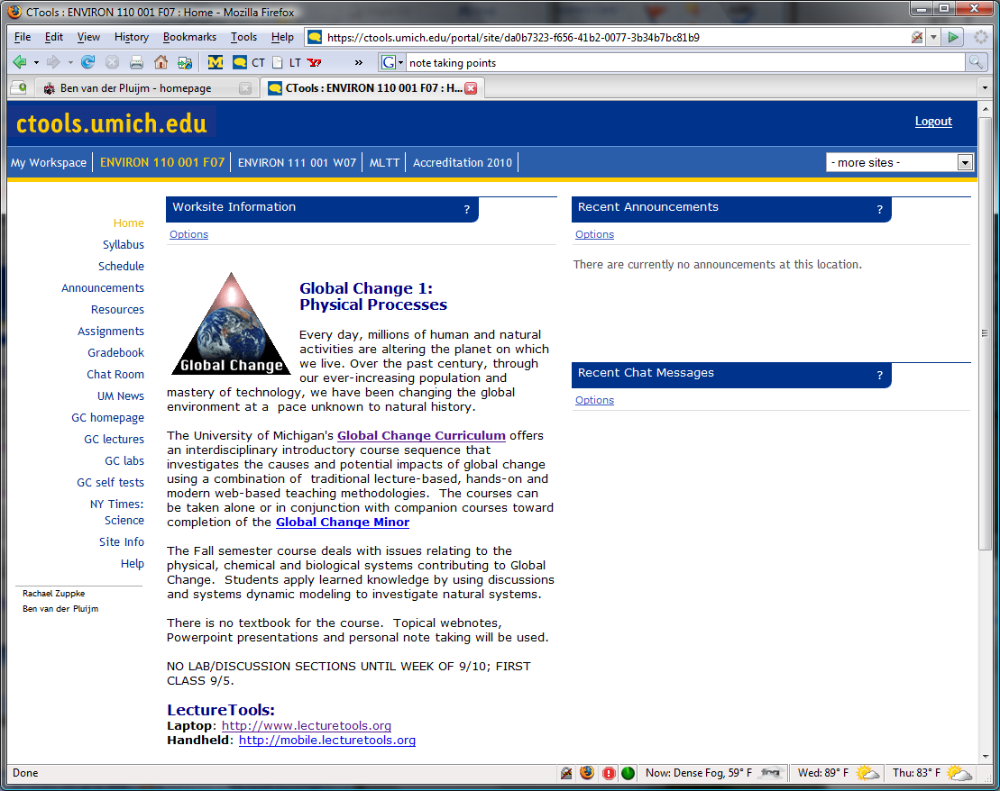 CTools : ENVIRON 110 001 F07 : Home - Mozilla Firefox
File Edit View History Bookmarks Tools Help https://ctools.umich.edu/portal/site/da0b7323-f656-41b2-0077-3b34b7bc81b9
M CT LT Y! » G note taking points
Ben van der Pluijm - homepage CTools : ENVIRON 110 001 F07 : H...
ctools.umich.edu
Logout
My Workspace ENVIRON 110 001 F07 ENVIRON 111 001 W07 MLTT Accreditation 2010 - more sites -
Home
Syllabus
Schedule
Announcements
Resources
Assignments
Gradebook
Chat Room
UM News
GC homepage
GC lectures
GC labs
GC self tests
NY Times:
Science
Site Info
Help
Rachael Zuppke
Ben van der Pluijm
Worksite Information ?
Options
Global Change
Global Change 1:
Physical Processes
Every day, millions of human and natural
activities are altering the planet on which
we live. Over the past century, through
our ever-increasing population and
mastery of technology, we have been changing the global
environment at a pace unknown to natural history.
The University of Michigan's Global Change Curriculum offers
an interdisciplinary introductory course sequence that
investigates the causes and potential impacts of global change
using a combination of traditional lecture-based, hands-on and
modern web-based teaching methodologies. The courses can
be taken alone or in conjunction with companion courses toward
completion of the Global Change Minor
The Fall semester course deals with issues relating to the
physical, chemical and biological systems contributing to Global
Change. Students apply learned knowledge by using discussions
and systems dynamic modeling to investigate natural systems.
There is no textbook for the course. Topical webnotes,
Powerpoint presentations and personal note taking will be used.
NO LAB/DISCUSSION SECTIONS UNTIL WEEK OF 9/10; FIRST
CLASS 9/5.
LectureTools:
Laptop: http://www.lecturetools.org
Handheld: http://mobile.lecturetools.org
Recent Announcements ?
Options
There are currently no announcements at this location.
Recent Chat Messages ?
Options
Done Now: Dense Fog, 59° F fog Wed: 89° F Thu: 83° F